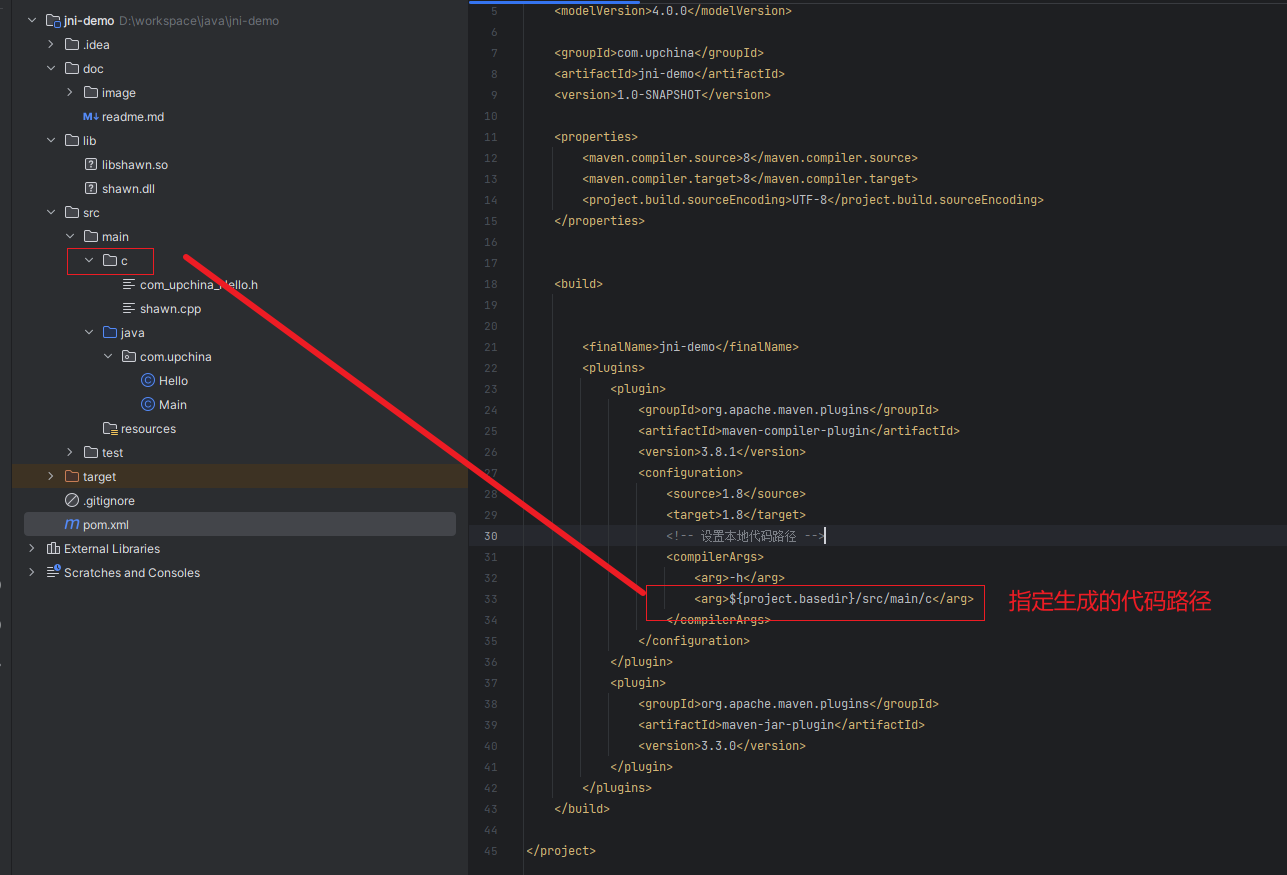 jni-demo D:\workspace\java\jni-demo
.idea
doc
image
M↓ readme.md
lib
libshawn.so
shawn.dll
src
main
c
com_upchina_Hello.h
shawn.cpp
java
com.upchina
Hello
Main
resources
test
target
.gitignore
pom.xml
External Libraries
Scratches and Consoles
5 <modelVersion>4.0.0</modelVersion>
6
7 <groupId>com.upchina</groupId>
8 <artifactId>jni-demo</artifactId>
9 <version>1.0-SNAPSHOT</version>
10
11 <properties>
12 <maven.compiler.source>8</maven.compiler.source>
13 <maven.compiler.target>8</maven.compiler.target>
14 <project.build.sourceEncoding>UTF-8</project.build.sourceEncoding>
15 </properties>
16
17
18 <build>
19
20
21 <finalName>jni-demo</finalName>
22 <plugins>
23 <plugin>
24 <groupId>org.apache.maven.plugins</groupId>
25 <artifactId>maven-compiler-plugin</artifactId>
26 <version>3.8.1</version>
27 <configuration>
28 <source>1.8</source>
29 <target>1.8</target>
30 <!-- 设置本地代码路径 -->
31 <compilerArgs>
32 <arg>-h</arg>
33 <arg>${project.basedir}/src/main/c</arg>
指定生成的代码路径
34 </compilerArgs>
35 </configuration>
36 </plugin>
37 <plugin>
38 <groupId>org.apache.maven.plugins</groupId>
39 <artifactId>maven-jar-plugin</artifactId>
40 <version>3.3.0</version>
41 </plugin>
42 </plugins>
43 </build>
44
45 </project>